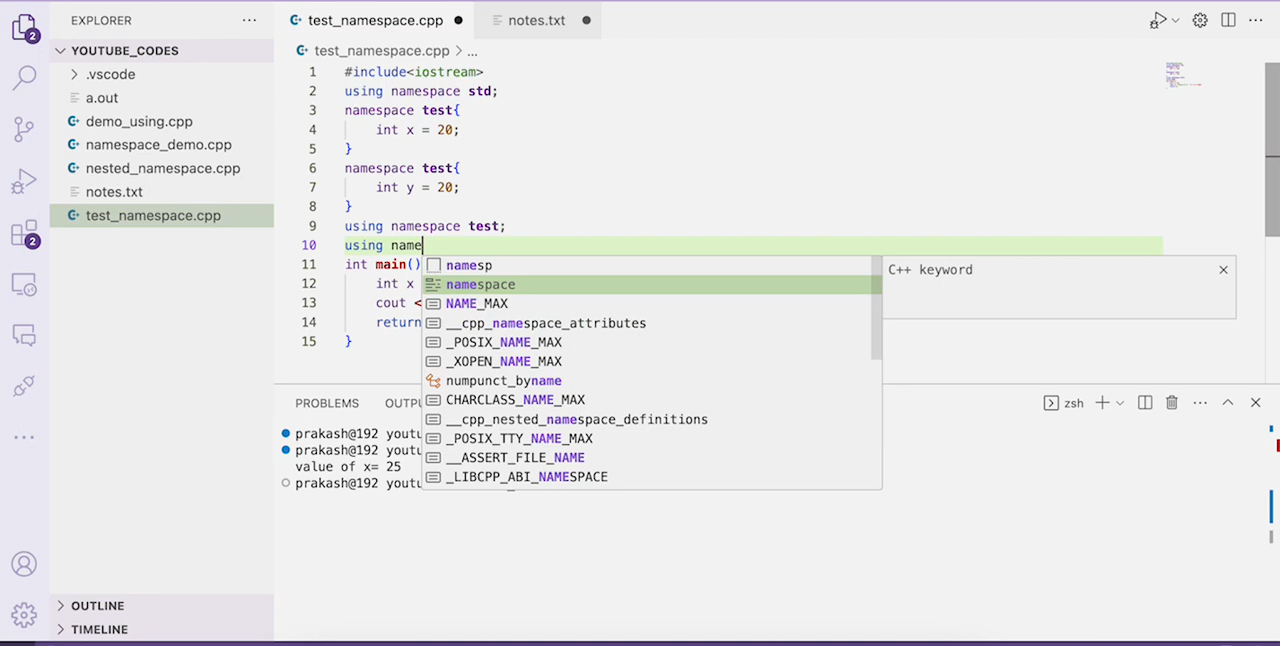 EXPLORER
YOUTUBE_CODES
.vscode
a.out
demo_using.cpp
namespace_demo.cpp
nested_namespace.cpp
notes.txt
test_namespace.cpp
OUTLINE
TIMELINE
2
2
test_namespace.cpp
notes.txt
test_namespace.cpp > ...
1 #include<iostream>
2 using namespace std;
3 namespace test{
4 int x = 20;
5 }
6 namespace test{
7 int y = 20;
8 }
9 using namespace test;
10 using name
11 int main()
12 int x
13 cout <
14 return
15 }
namesp
namespace
NAME_MAX
__cpp_namespace_attributes
_POSIX_NAME_MAX
_XOPEN_NAME_MAX
numpunct_byname
CHARCLASS_NAME_MAX
__cpp_nested_namespace_definitions
_POSIX_TTY_NAME_MAX
__ASSERT_FILE_NAME
_LIBCPP_ABI_NAMESPACE
C++ keyword
PROBLEMS OUTPU
zsh
prakash@192 youtu
prakash@192 youtu
value of x= 25
prakash@192 youtu